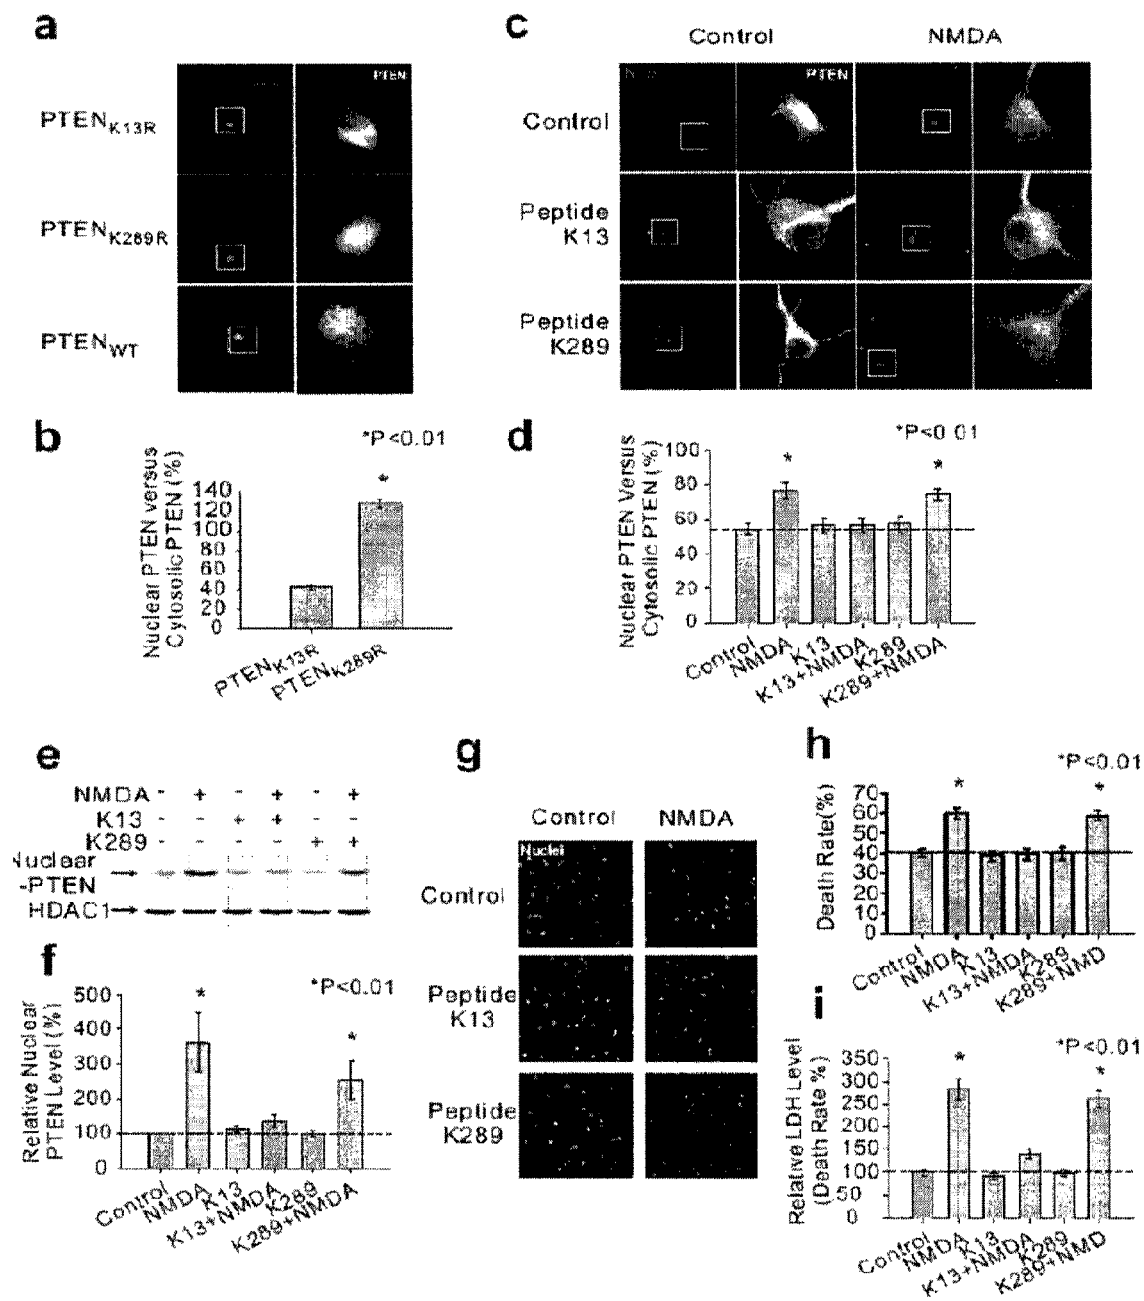 a
PTEN
PTENK13R
PTENK289R
PTENWT
b
*P<0.01
Nuclear PTEN versus
Cytosolic PTEN (%)
140
120
100
80
60
40
20
0
*
PTENK13R
PTENK289R
c
Control NMDA
PTEN
Control
Peptide
K13
Peptide
K289
d
*P<0 01
Nuclear PTEN Versus
Cytosolic PTEN (%)
100
80
60
40
20
0
* *
Control
NMDA
K13
K13+NMDA
K289
K289+NMDA
e
NMDA - + - + - +
K13 - - + + - -
K289 - - - - + +
Nuclear
-PTEN
HDAC1
f
*P<0.01
Relative Nuclear
PTEN Level (%)
500
400
300
200
100
0
* *
Control
NMDA
K13
K13+NMDA
K289
K289+NMDA
g
Control NMDA
Nuclei
Control
Peptide
K13
Peptide
K289
h
*P<0.01
Death Rate(%)
70
60
50
40
30
20
10
0
* *
Control
NMDA
K13
K13+NMDA
K289
K289+NMD
i
*P<0.01
Relative LDH Level
(Death Rate %)
350
300
250
200
150
100
50
0
* *
Control
NMDA
K13
K13+NMDA
K289
K289+NMD